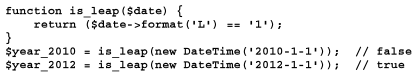 function is_leap($date) {
    return ($date->format('L') == '1');
}
$year_2010 = is_leap(new DateTime('2010-1-1'));  // false
$year_2012 = is_leap(new DateTime('2012-1-1'));  // true